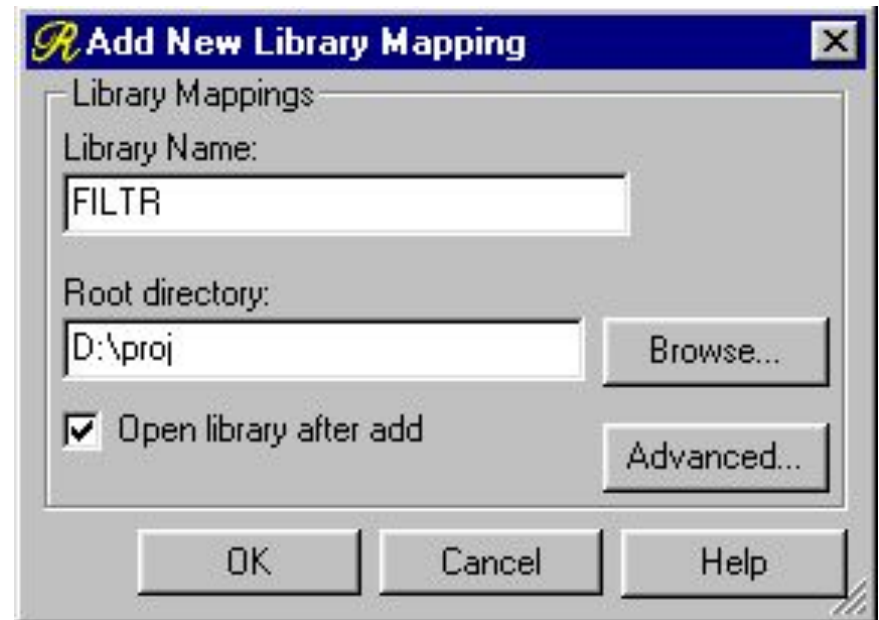 R Add New Library Mapping
Library Mappings
Library Name:
FILTR
Root directory:
D:\proj
Browse...
Open library after add
Advanced...
OK Cancel Help